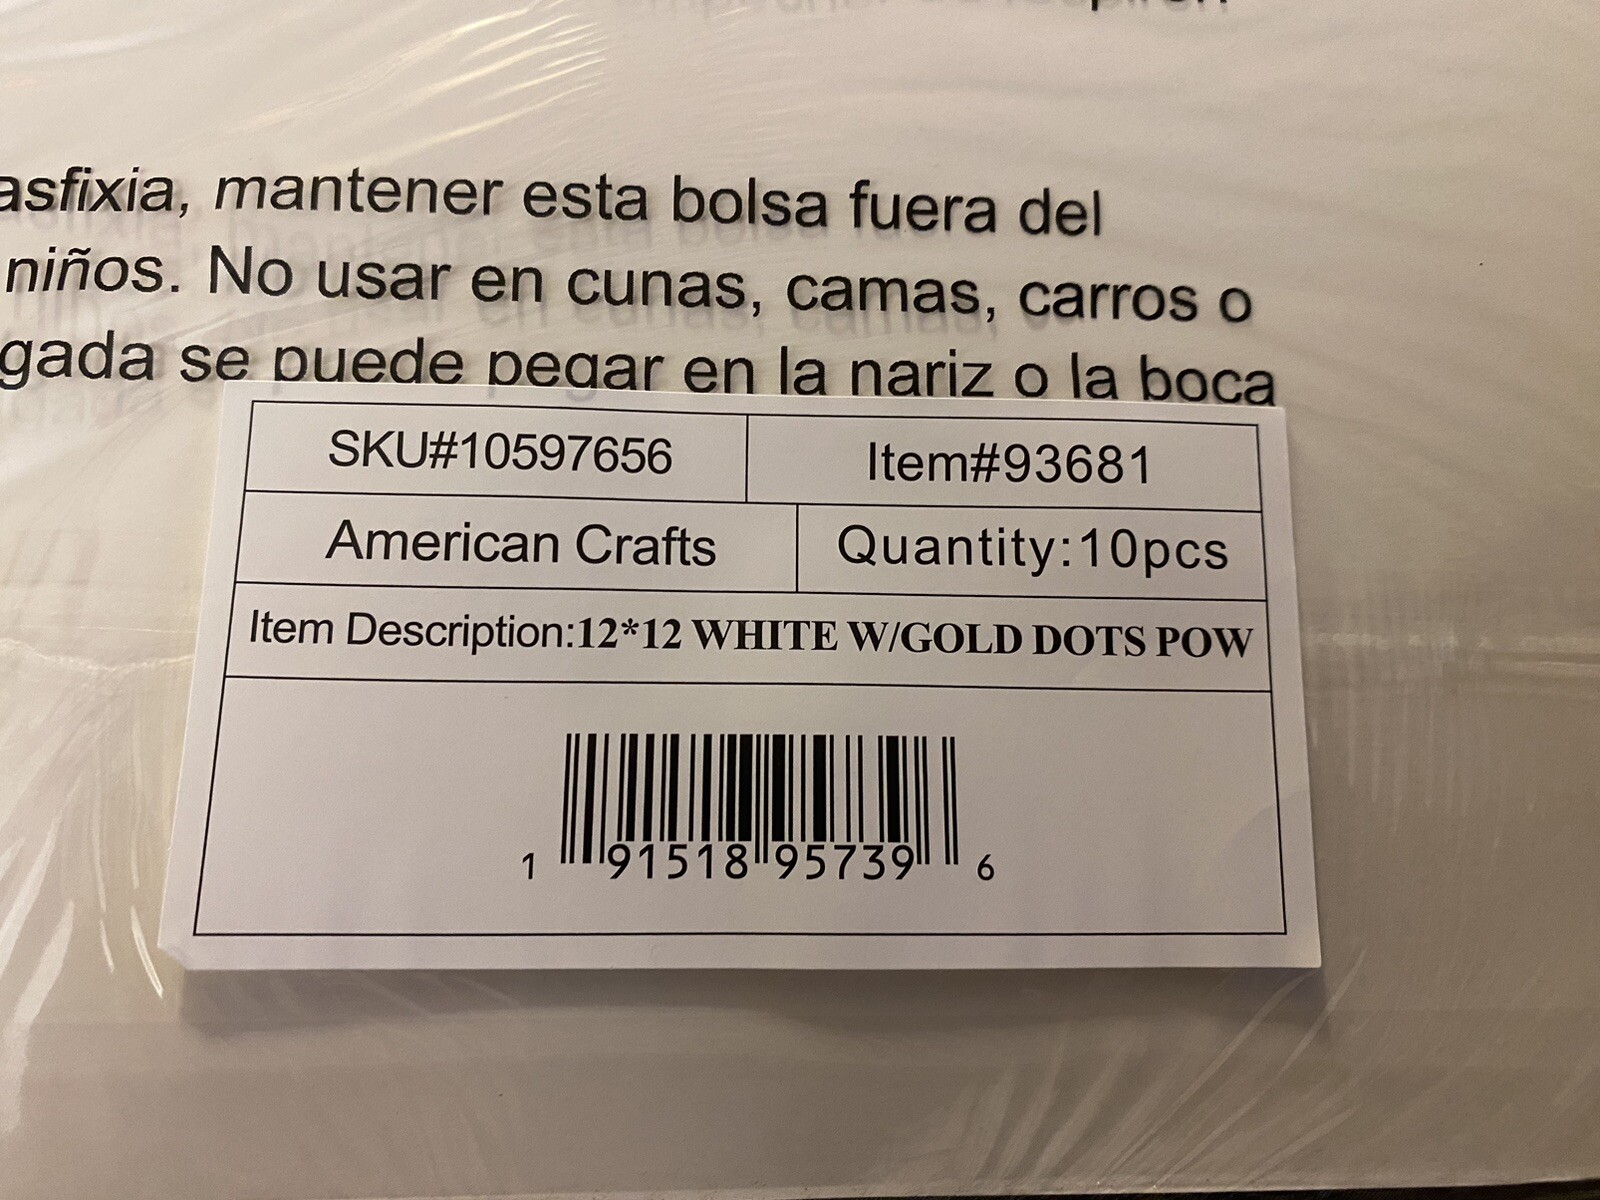 asfixia, mantener esta bolsa fuera del
niños. No usar en cunas, camas, carros o
gada se puede pegar en la nariz o la boca
SKU#10597656 Item#93681
American Crafts Quantity:10pcs
Item Description:12*12 WHITE W/GOLD DOTS POW
1 91518 95739 6